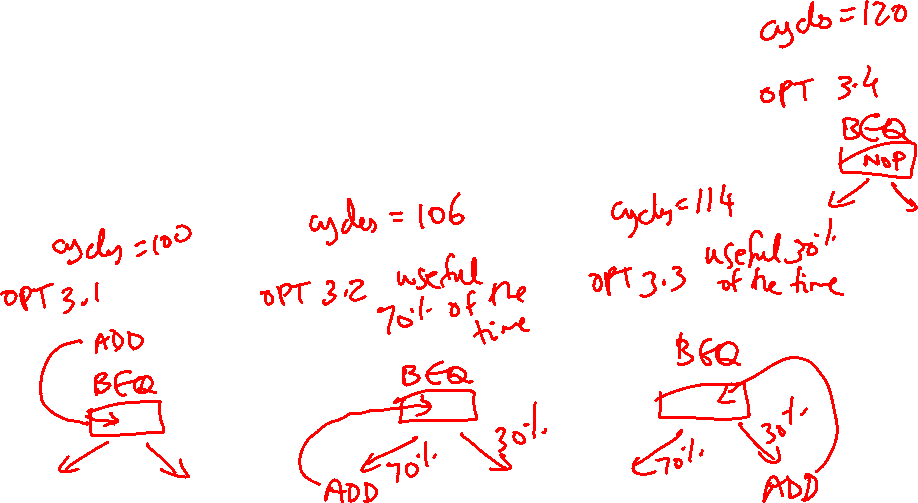 cycles = 120
OPT 3.4
BEQ
NOP
cycles = 100
OPT 3.1
ADD
BEQ
cycles = 106
OPT 3.2 useful
70% of the
time
BEQ
70%
30%
ADD
cycles = 114
OPT 3.3 useful 30%
of the time
BEQ
70%
30%
ADD